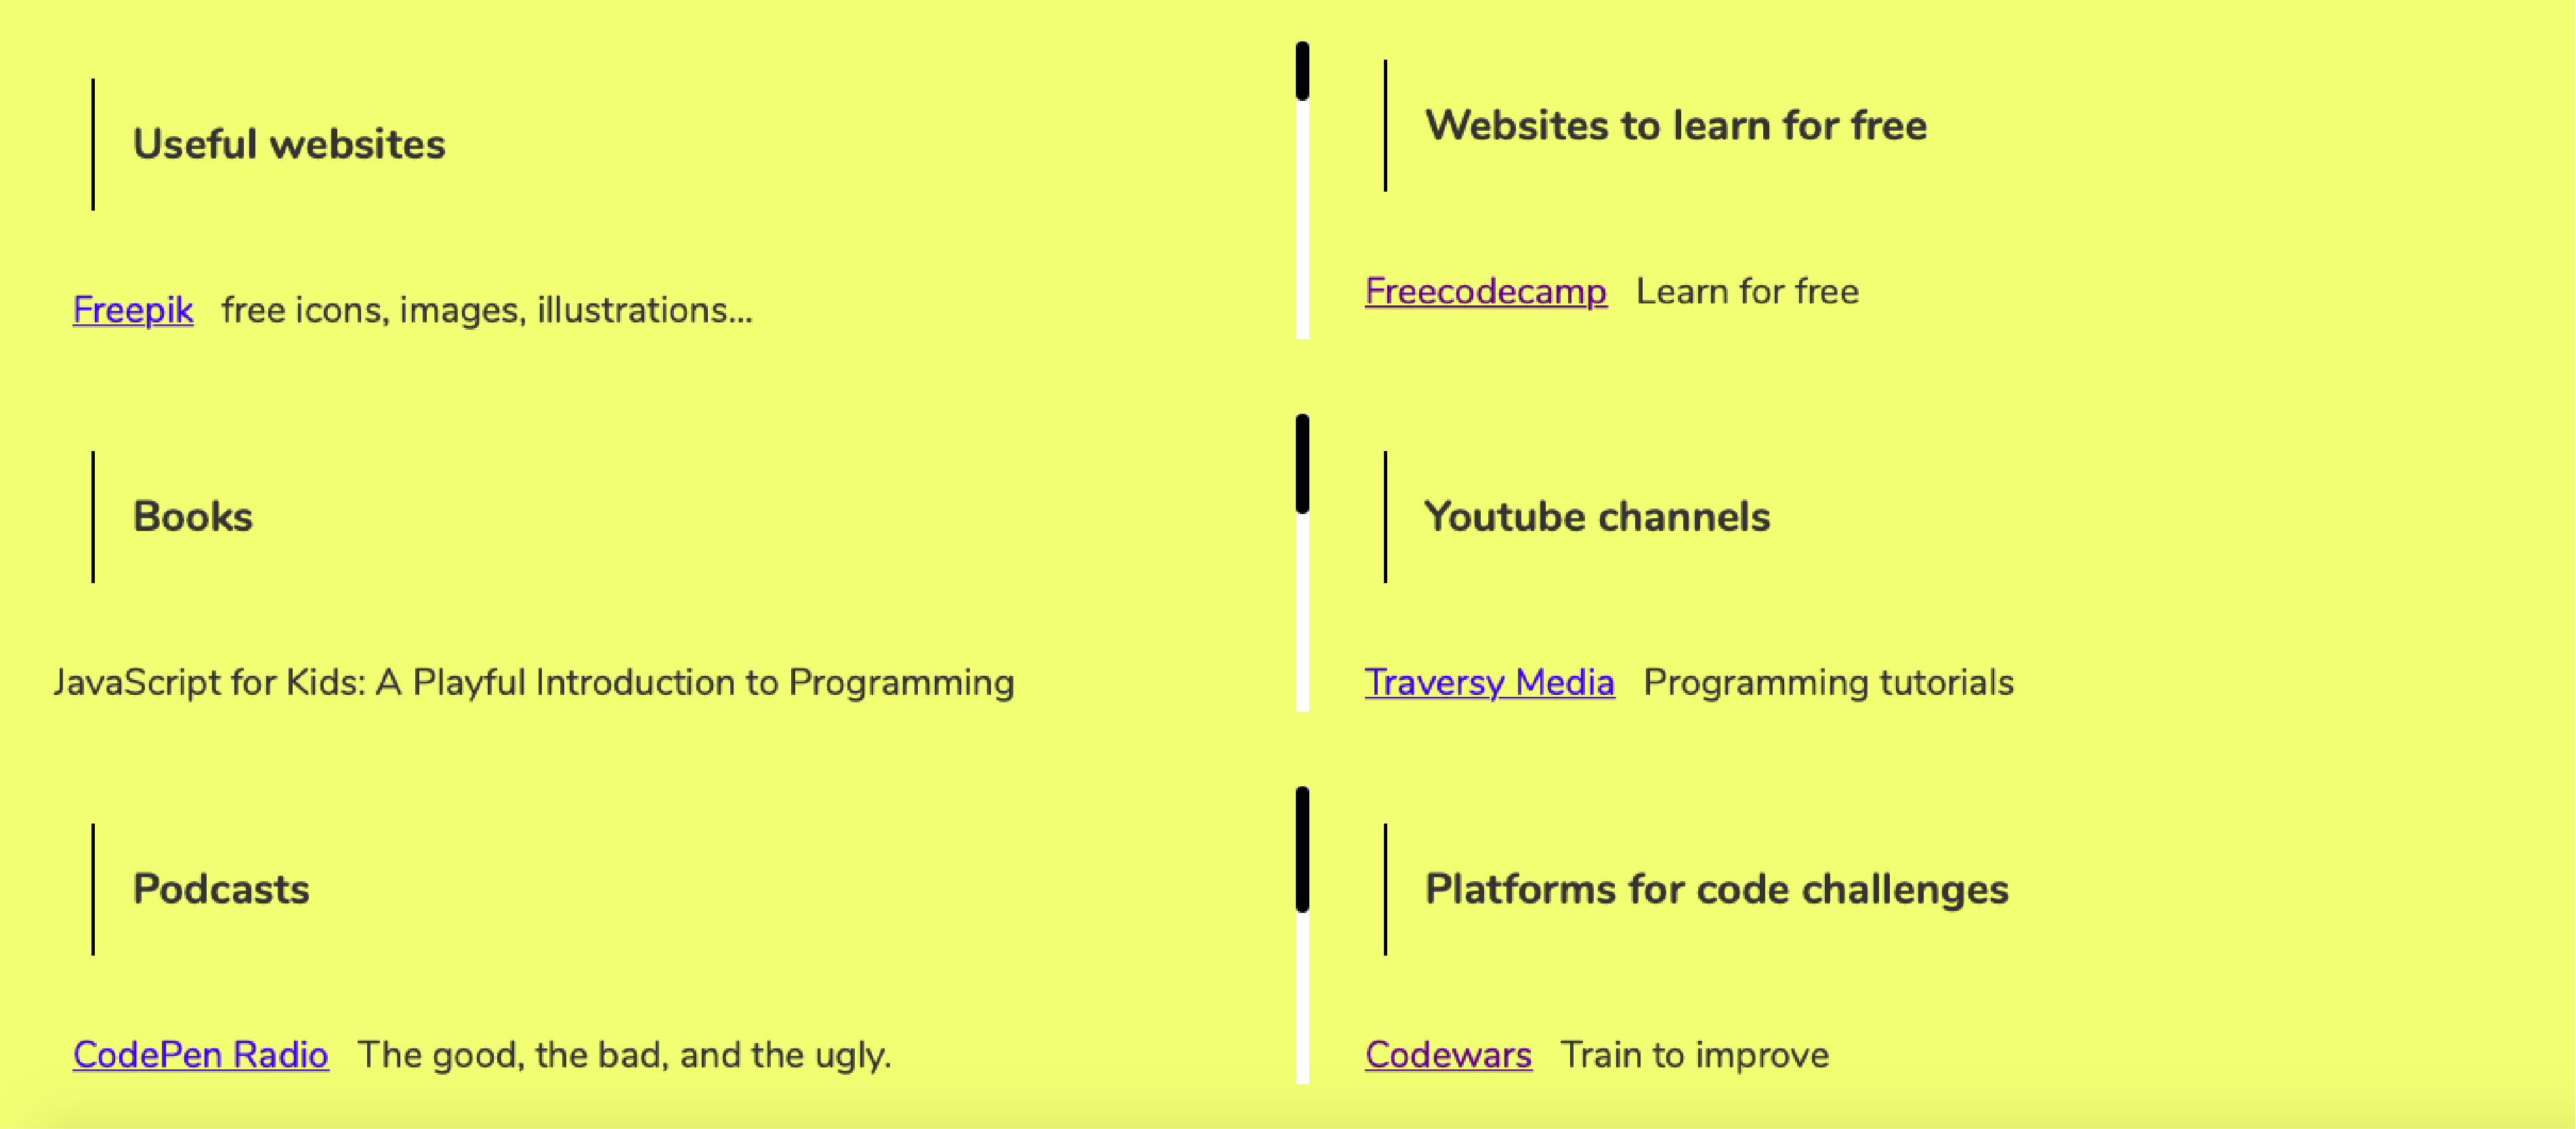 Useful websites
Websites to learn for free
Freepik free icons, images, illustrations...
Freecodecamp Learn for free
Books
Youtube channels
JavaScript for Kids: A Playful Introduction to Programming
Traversy Media Programming tutorials
Podcasts
Platforms for code challenges
CodePen Radio The good, the bad, and the ugly.
Codewars Train to improve